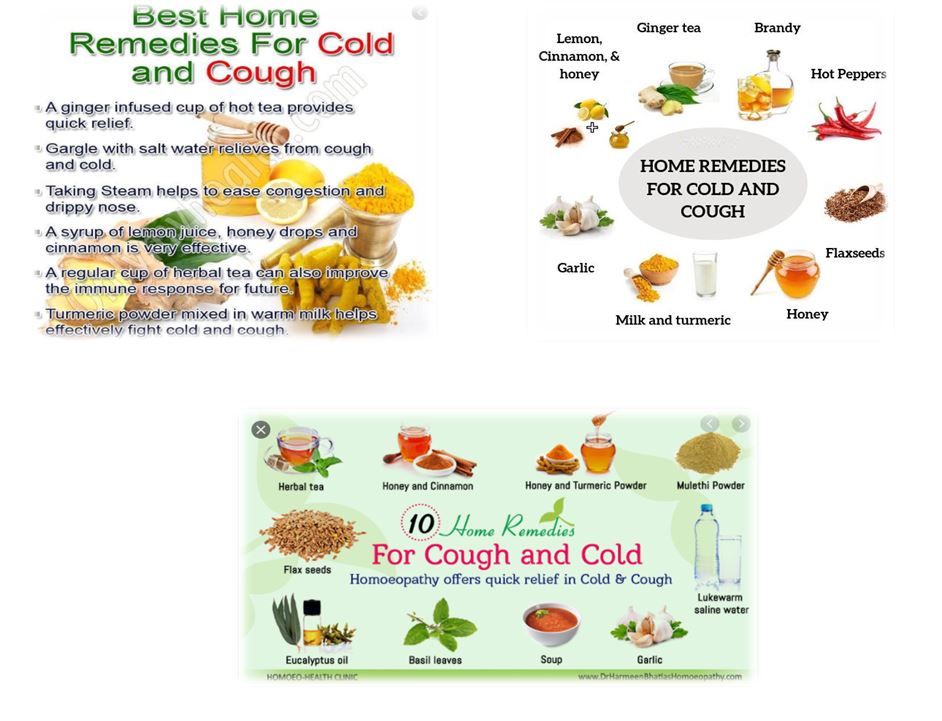 Best Home
Remedies For Cold
and Cough
A ginger infused cup of hot tea provides
quick relief.
Gargle with salt water relieves from cough
and cold.
Taking Steam helps to ease congestion and
drippy nose.
A syrup of lemon juice, honey drops and
cinnamon is very effective.
A regular cup of herbal tea can also improve
the immune response for future.
Turmeric powder mixed in warm milk helps
effectively fight cold and cough.
Lemon,
Cinnamon, &
honey
Ginger tea
Brandy
Hot Peppers
HOME REMEDIES
FOR COLD AND
COUGH
Garlic
Flaxseeds
Milk and turmeric
Honey
Herbal tea
Honey and Cinnamon
Honey and Turmeric Powder
Mulethi Powder
10 Home Remedies
For Cough and Cold
Homoeopathy offers quick relief in Cold & Cough
Flax seeds
Lukewarm
saline water
Eucalyptus oil
Basil leaves
Soup
Garlic
HOMOEO-HEALTH CLINIC
www.DrHarmeenBhatiasHomoeopathy.com